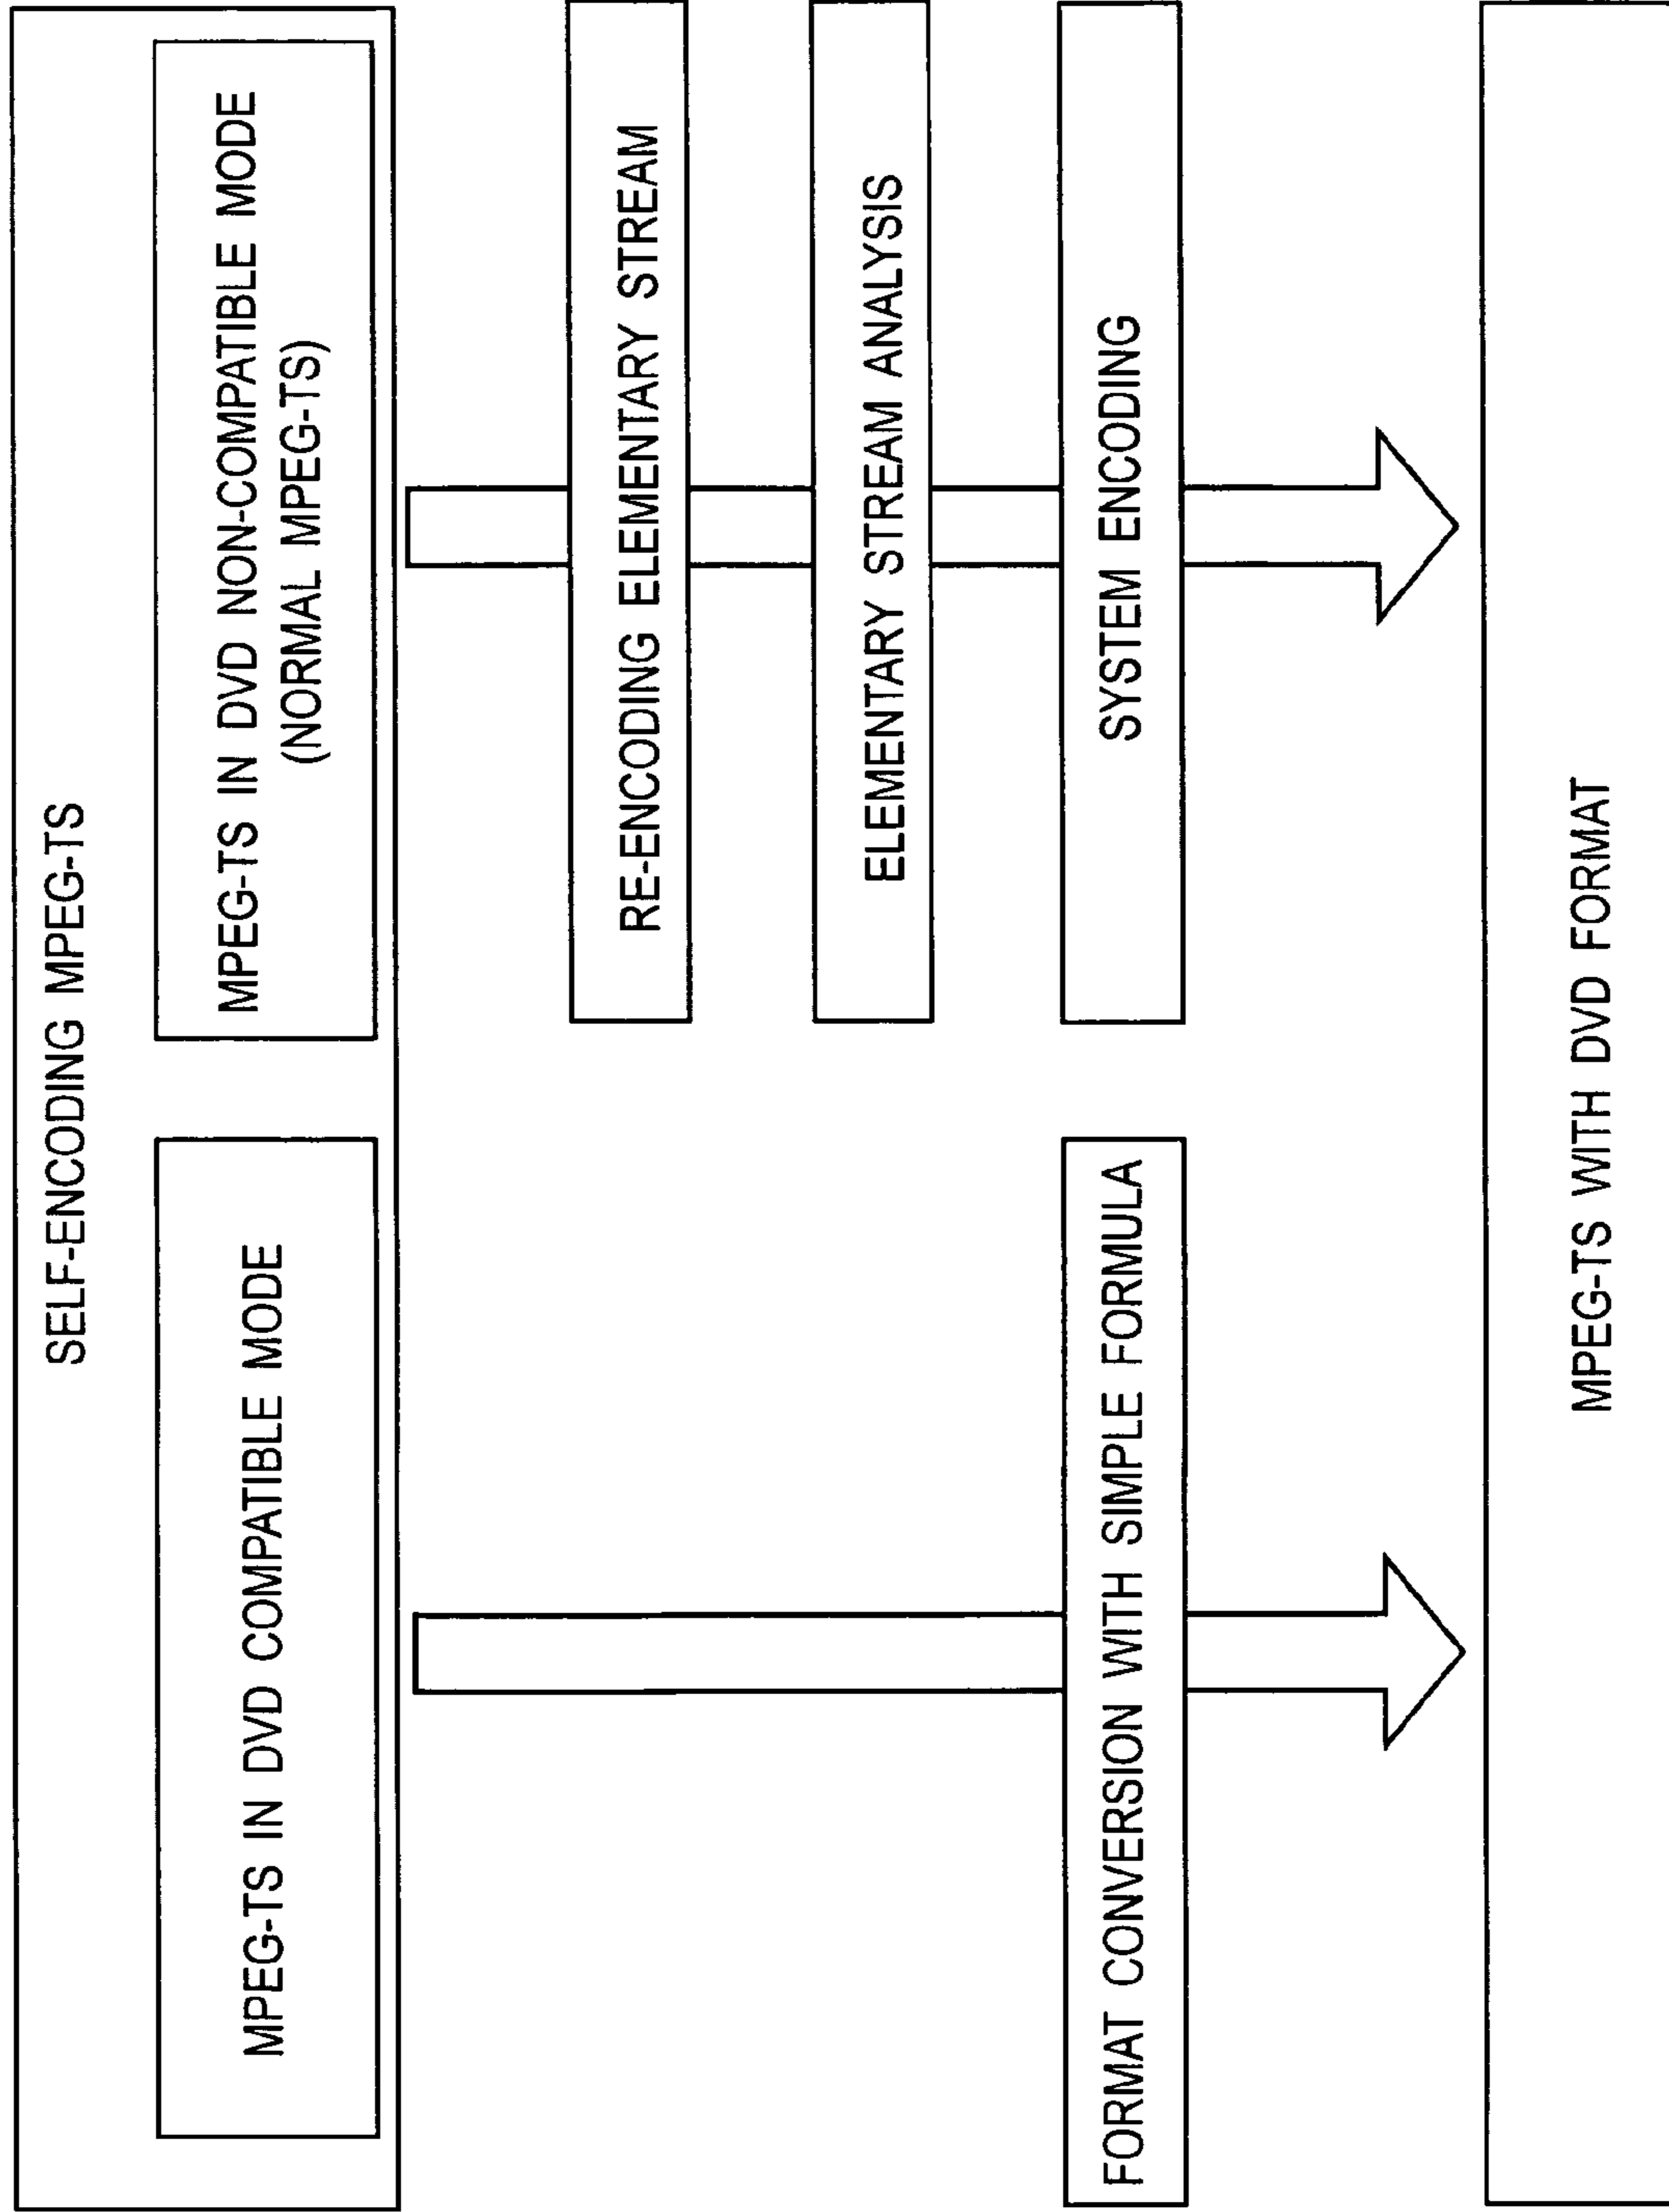 SELF-ENCODING MPEG-TS
MPEG-TS IN DVD COMPATIBLE MODE
MPEG-TS IN DVD NON-COMPATIBLE MODE
(NORMAL MPEG-TS)
RE-ENCODING ELEMENTARY STREAM
ELEMENTARY STREAM ANALYSIS
FORMAT CONVERSION WITH SIMPLE FORMULA
SYSTEM ENCODING
MPEG-TS WITH DVD FORMAT